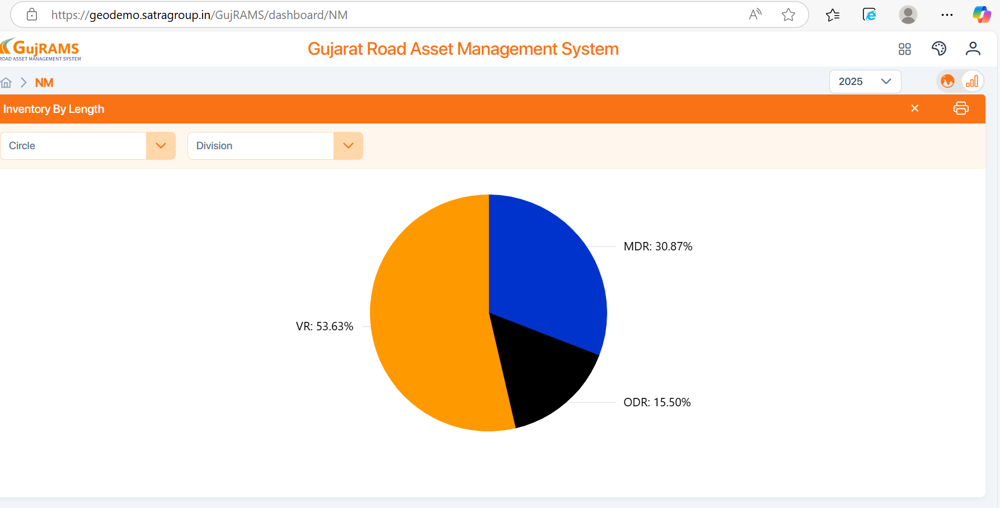 https://geodemo.satragroup.in/GujRAMS/dashboard/NM
GujRAMS
ROAD ASSET MANAGEMENT SYSTEM
Gujarat Road Asset Management System
NM
2025
Inventory By Length
Circle
Division
MDR: 30.87%
VR: 53.63%
ODR: 15.50%